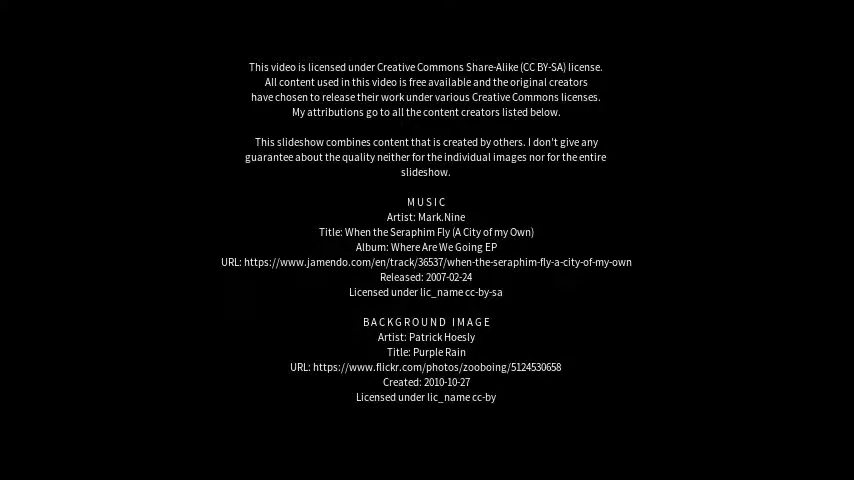 This video is licensed under Creative Commons Share-Alike (CC BY-SA) license.
All content used in this video is free available and the original creators
have chosen to release their work under various Creative Commons licenses.
My attributions go to all the content creators listed below.
This slideshow combines content that is created by others. I don't give any
guarantee about the quality neither for the individual images nor for the entire
slideshow.
MUSIC
Artist: Mark.Nine
Title: When the Seraphim Fly (A City of my Own)
Album: Where Are We Going EP
URL: https://www.jamendo.com/en/track/36537/when-the-seraphim-fly-a-city-of-my-own
Released: 2007-02-24
Licensed under lic_name cc-by-sa
BACKGROUND IMAGE
Artist: Patrick Hoesly
Title: Purple Rain
URL: https://www.flickr.com/photos/zooboing/5124530658
Created: 2010-10-27
Licensed under lic_name cc-by